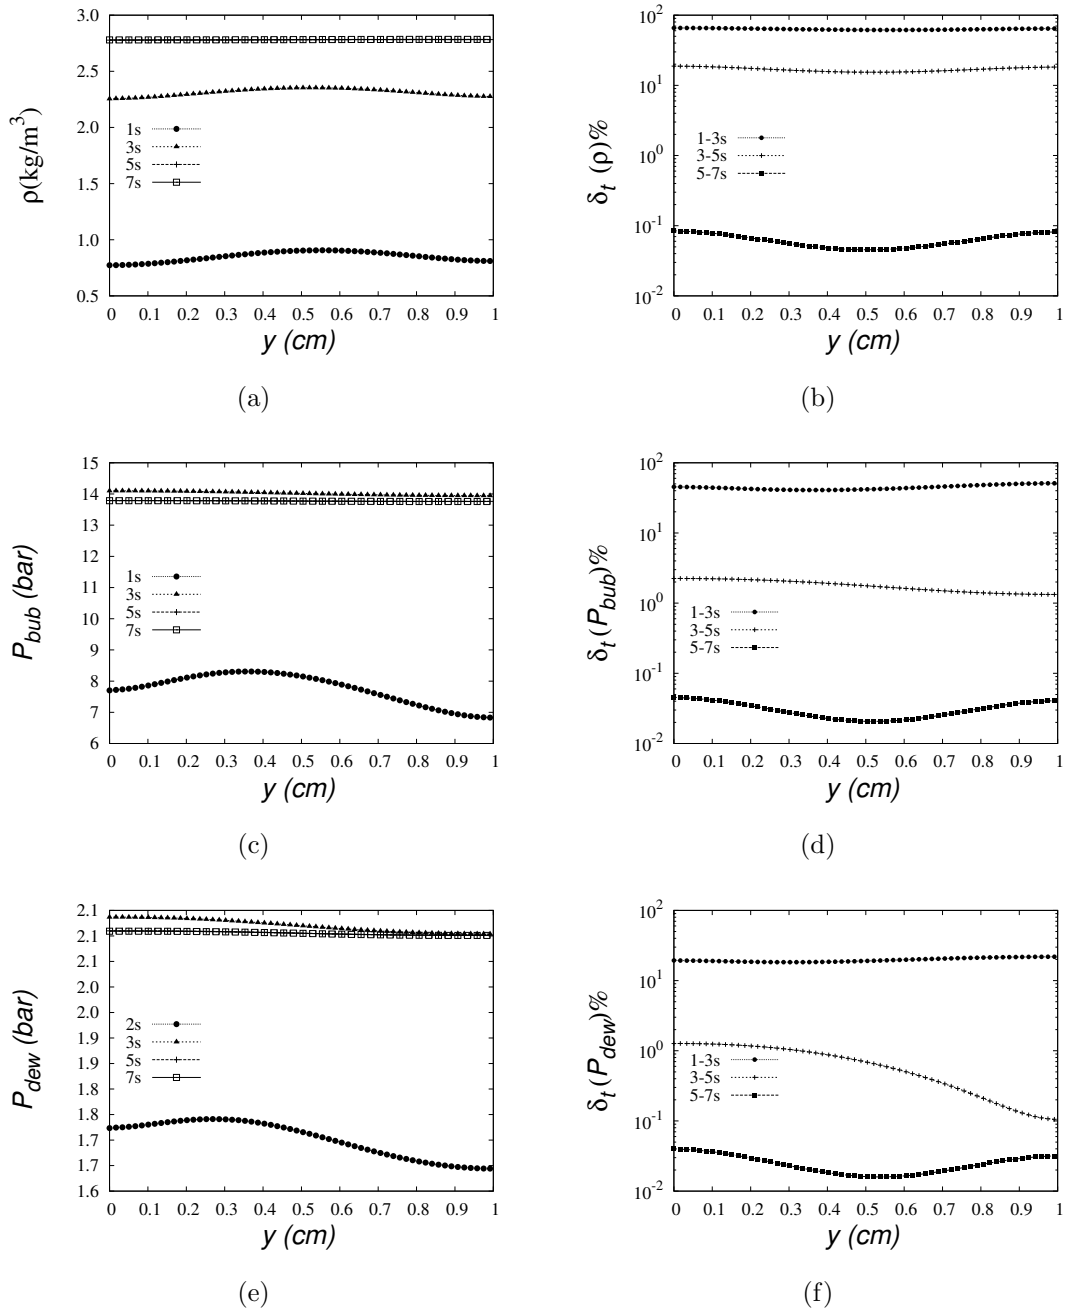 3.0
2.5
2.0
1.5
1.0
0.5
ρ(kg/m³)
1s
3s
5s
7s
0 0.1 0.2 0.3 0.4 0.5 0.6 0.7 0.8 0.9 1
y (cm)
(a)
10²
10¹
10⁰
10⁻¹
10⁻²
δₜ (ρ)%
1-3s
3-5s
5-7s
0 0.1 0.2 0.3 0.4 0.5 0.6 0.7 0.8 0.9 1
y (cm)
(b)
15
14
13
12
11
10
9
8
7
6
P_bub (bar)
1s
3s
5s
7s
0 0.1 0.2 0.3 0.4 0.5 0.6 0.7 0.8 0.9 1
y (cm)
(c)
10²
10¹
10⁰
10⁻¹
10⁻²
δₜ (P_bub)%
1-3s
3-5s
5-7s
0 0.1 0.2 0.3 0.4 0.5 0.6 0.7 0.8 0.9 1
y (cm)
(d)
2.1
2.1
2.1
2.0
2.0
1.9
1.9
1.8
1.8
1.7
1.7
1.6
P_dew (bar)
2s
3s
5s
7s
0 0.1 0.2 0.3 0.4 0.5 0.6 0.7 0.8 0.9 1
y (cm)
(e)
10²
10¹
10⁰
10⁻¹
10⁻²
δₜ (P_dew)%
1-3s
3-5s
5-7s
0 0.1 0.2 0.3 0.4 0.5 0.6 0.7 0.8 0.9 1
y (cm)
(f)